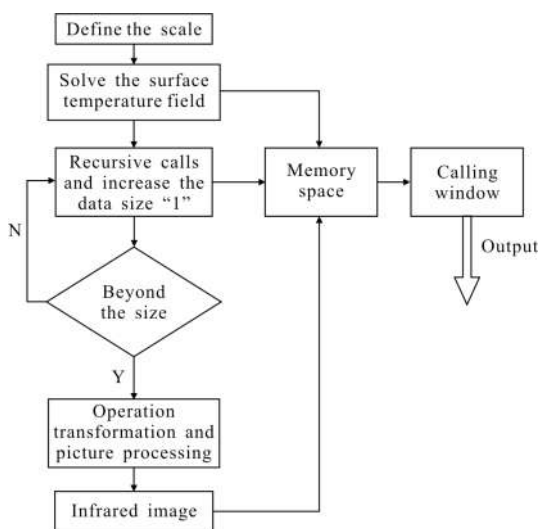 Define the scale
Solve the surface
temperature field
Recursive calls
and increase the
data size “1”
Memory
space
Calling
window
N
Output
Beyond
the size
Y
Operation
transformation and
picture processing
Infrared image